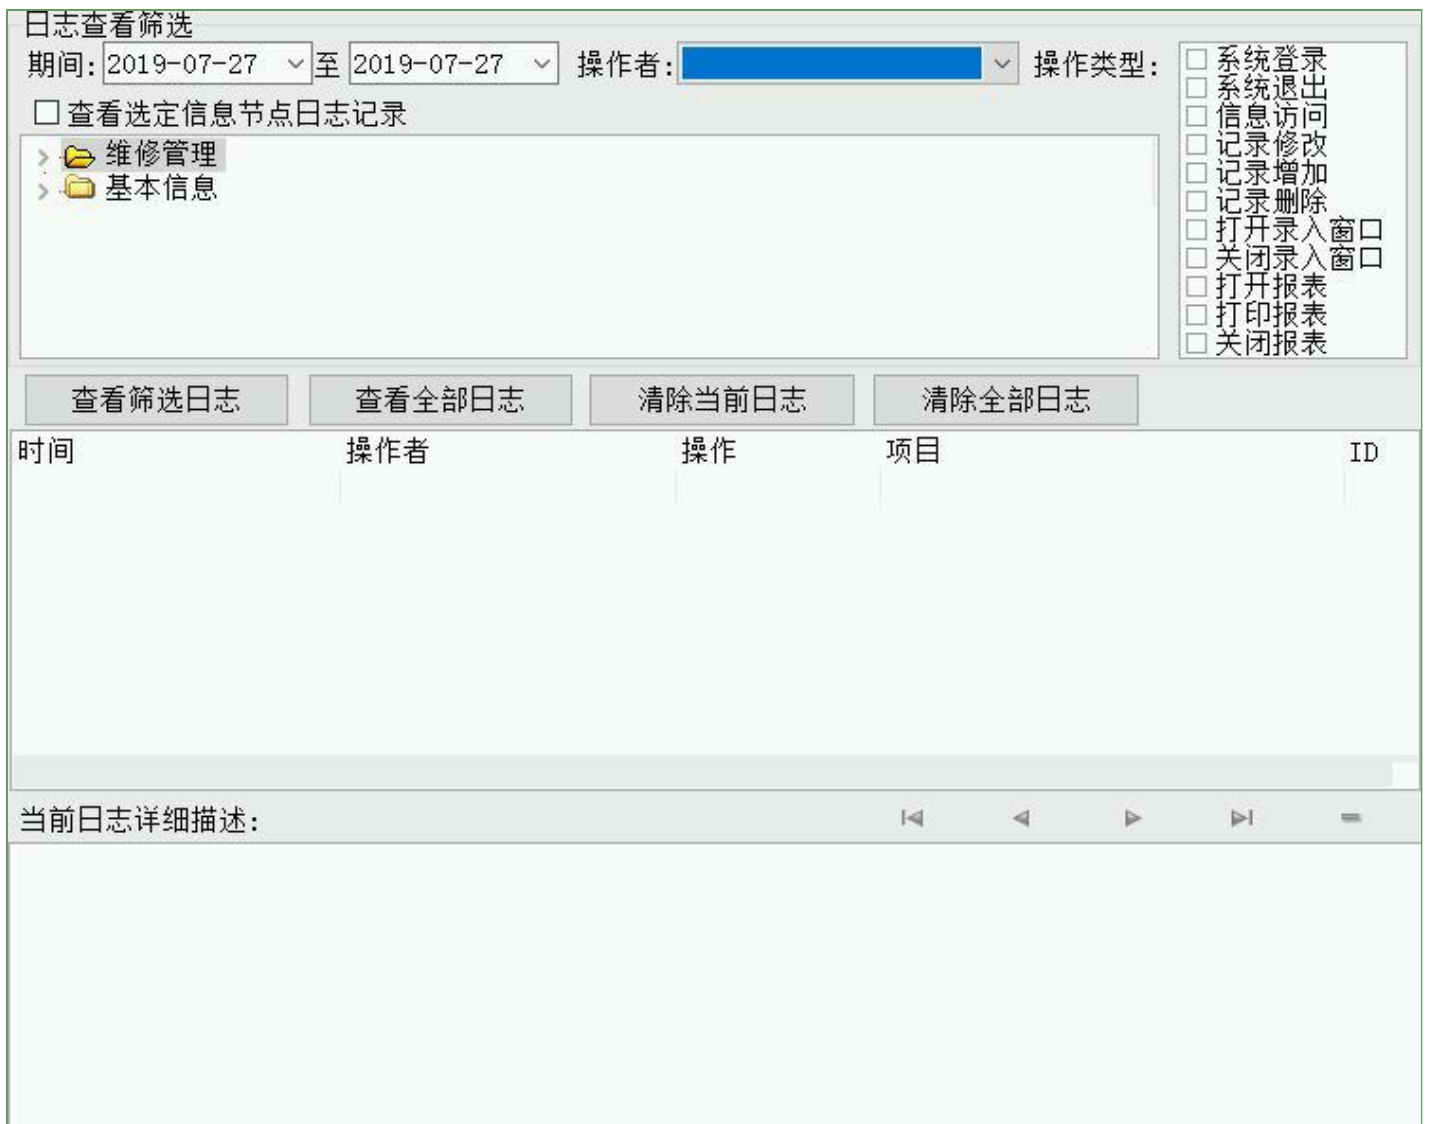 日志查看筛选
期间: 2019-07-27 至 2019-07-27 操作者: 操作类型:
系统登录
系统退出
信息访问
记录修改
记录增加
记录删除
打开录入窗口
关闭录入窗口
打开报表
打印报表
关闭报表
查看选定信息节点日志记录
维修管理
基本信息
查看筛选日志 查看全部日志 清除当前日志 清除全部日志
时间 操作者 操作 项目 ID
当前日志详细描述: